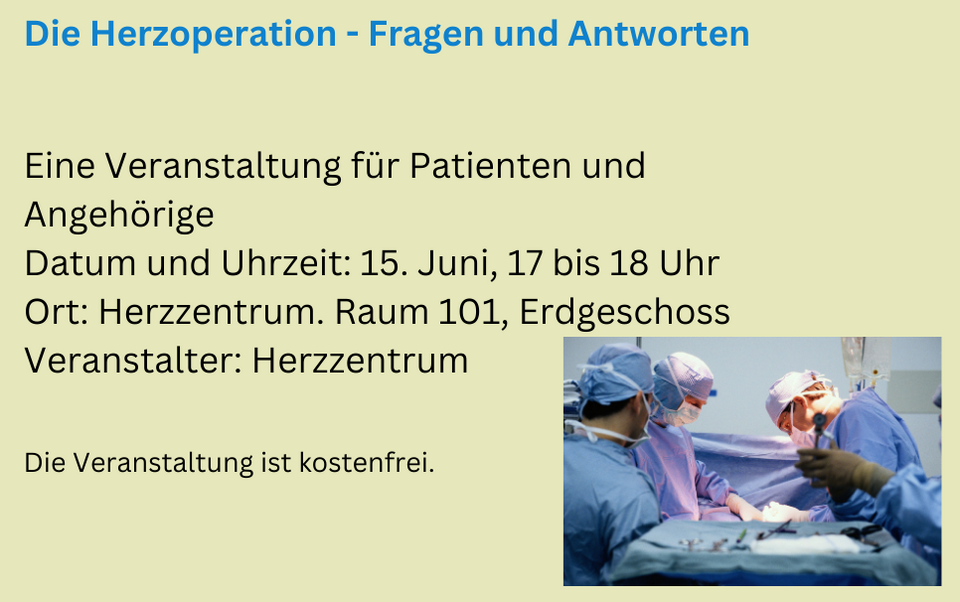 Die Herzoperation - Fragen und Antworten
Eine Veranstaltung für Patienten und
Angehörige
Datum und Uhrzeit: 15. Juni, 17 bis 18 Uhr
Ort: Herzzentrum. Raum 101, Erdgeschoss
Veranstalter: Herzzentrum
Die Veranstaltung ist kostenfrei.